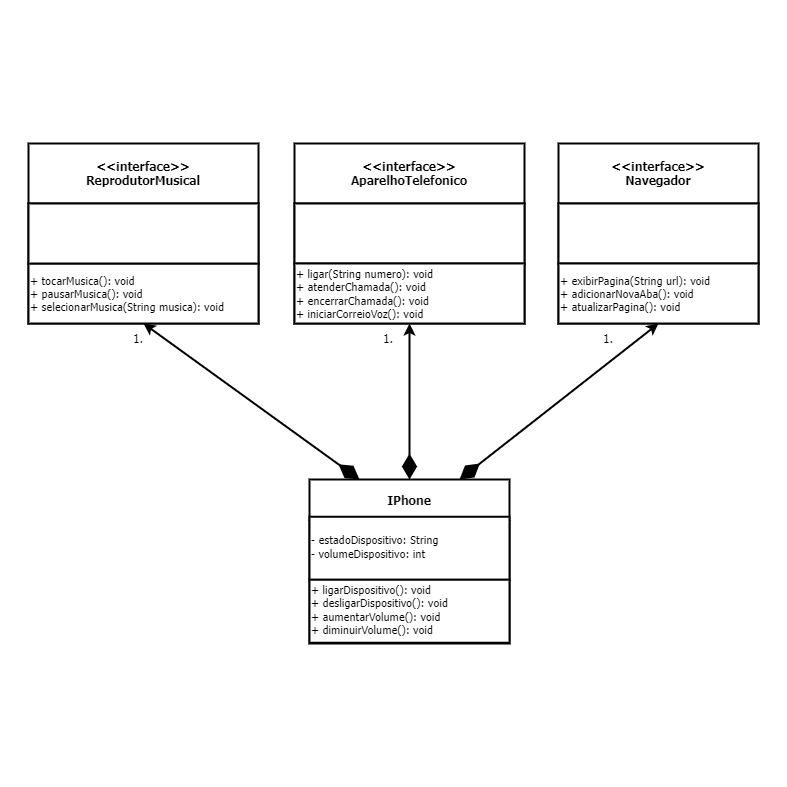 <<interface>>
ReprodutorMusical
+ tocarMusica(): void
+ pausarMusica(): void
+ selecionarMusica(String musica): void
<<interface>>
AparelhoTelefonico
+ ligar(String numero): void
+ atenderChamada(): void
+ encerrarChamada(): void
+ iniciarCorreioVoz(): void
<<interface>>
Navegador
+ exibirPagina(String url): void
+ adicionarNovaAba(): void
+ atualizarPagina(): void
1.
1.
1.
IPhone
- estadoDispositivo: String
- volumeDispositivo: int
+ ligarDispositivo(): void
+ desligarDispositivo(): void
+ aumentarVolume(): void
+ diminuirVolume(): void